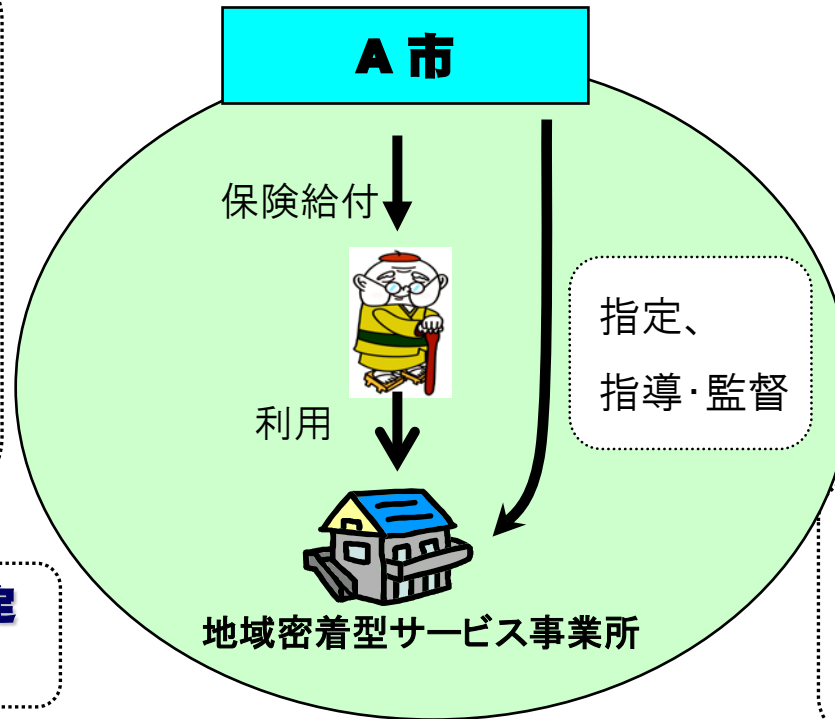 A 市
保険給付
指定、
指導･監督
利用
定
地域密着型サービス事業所